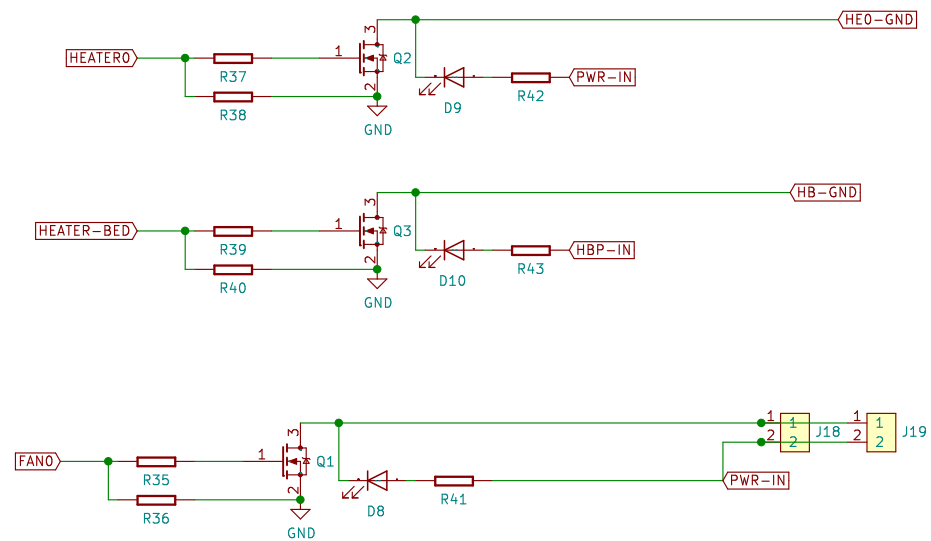 HE0-GND
3
HEATER0
1
Q2
R37
2
D9
R42
PWR-IN
R38
GND
HB-GND
3
HEATER-BED
1
Q3
R39
2
D10
R43
HBP-IN
R40
GND
3
1 1
2 2
J18
1 1
2 2
J19
FAN0
1
Q1
R35
2
D8
R41
PWR-IN
R36
GND